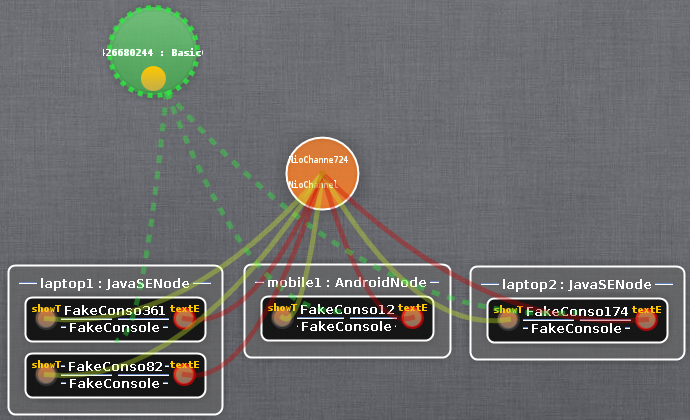 426680244 : Basic
NioChanne724
NioChannel
laptop1 : JavaSENode
showT FakeConso361 textE
FakeConsole
showT FakeConso82 textE
FakeConsole
mobile1 : AndroidNode
showT FakeConso12 textE
FakeConsole
laptop2 : JavaSENode
showT FakeConso174 textE
FakeConsole